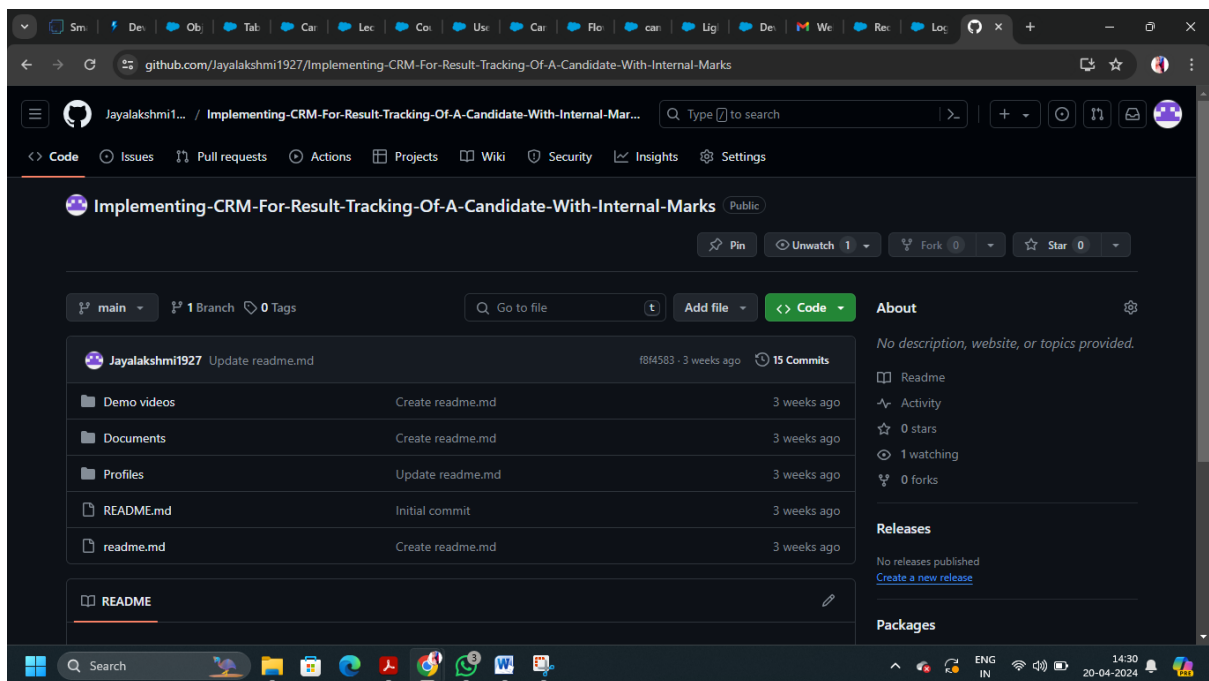 Sma Dev Obj Tab Car Lec Cou Use Car Flo can Ligh Dev We Rec Log
github.com/Jayalakshmi1927/Implementing-CRM-For-Result-Tracking-Of-A-Candidate-With-Internal-Marks
Jayalakshmi1... / Implementing-CRM-For-Result-Tracking-Of-A-Candidate-With-Internal-Mar... Type / to search
Code Issues Pull requests Actions Projects Wiki Security Insights Settings
Implementing-CRM-For-Result-Tracking-Of-A-Candidate-With-Internal-Marks Public
Pin Unwatch 1 Fork 0 Star 0
main 1 Branch 0 Tags Go to file t Add file Code
About
No description, website, or topics provided.
Jayalakshmi1927 Update readme.md f8f4583 · 3 weeks ago 15 Commits
Readme
Demo videos Create readme.md 3 weeks ago
Activity
0 stars
Documents Create readme.md 3 weeks ago
1 watching
Profiles Update readme.md 3 weeks ago
0 forks
README.md Initial commit 3 weeks ago
Releases
readme.md Create readme.md 3 weeks ago
No releases published
Create a new release
README
Packages
Search
3
PRE
ENG
IN
14:30
20-04-2024